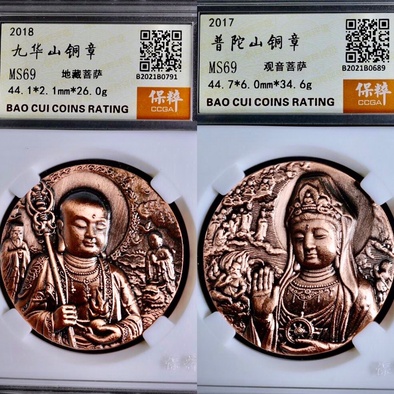 2018
九华山铜章
MS69 地藏菩萨
44.1*2.1mm*26.0g
B2021B0791
BAO CUI COINS RATING
保粹
CCGA
2017
普陀山铜章
MS69 观音菩萨
44.7*6.0mm*34.6g
B2021B0689
BAO CUI COINS RATING
保粹
CCGA